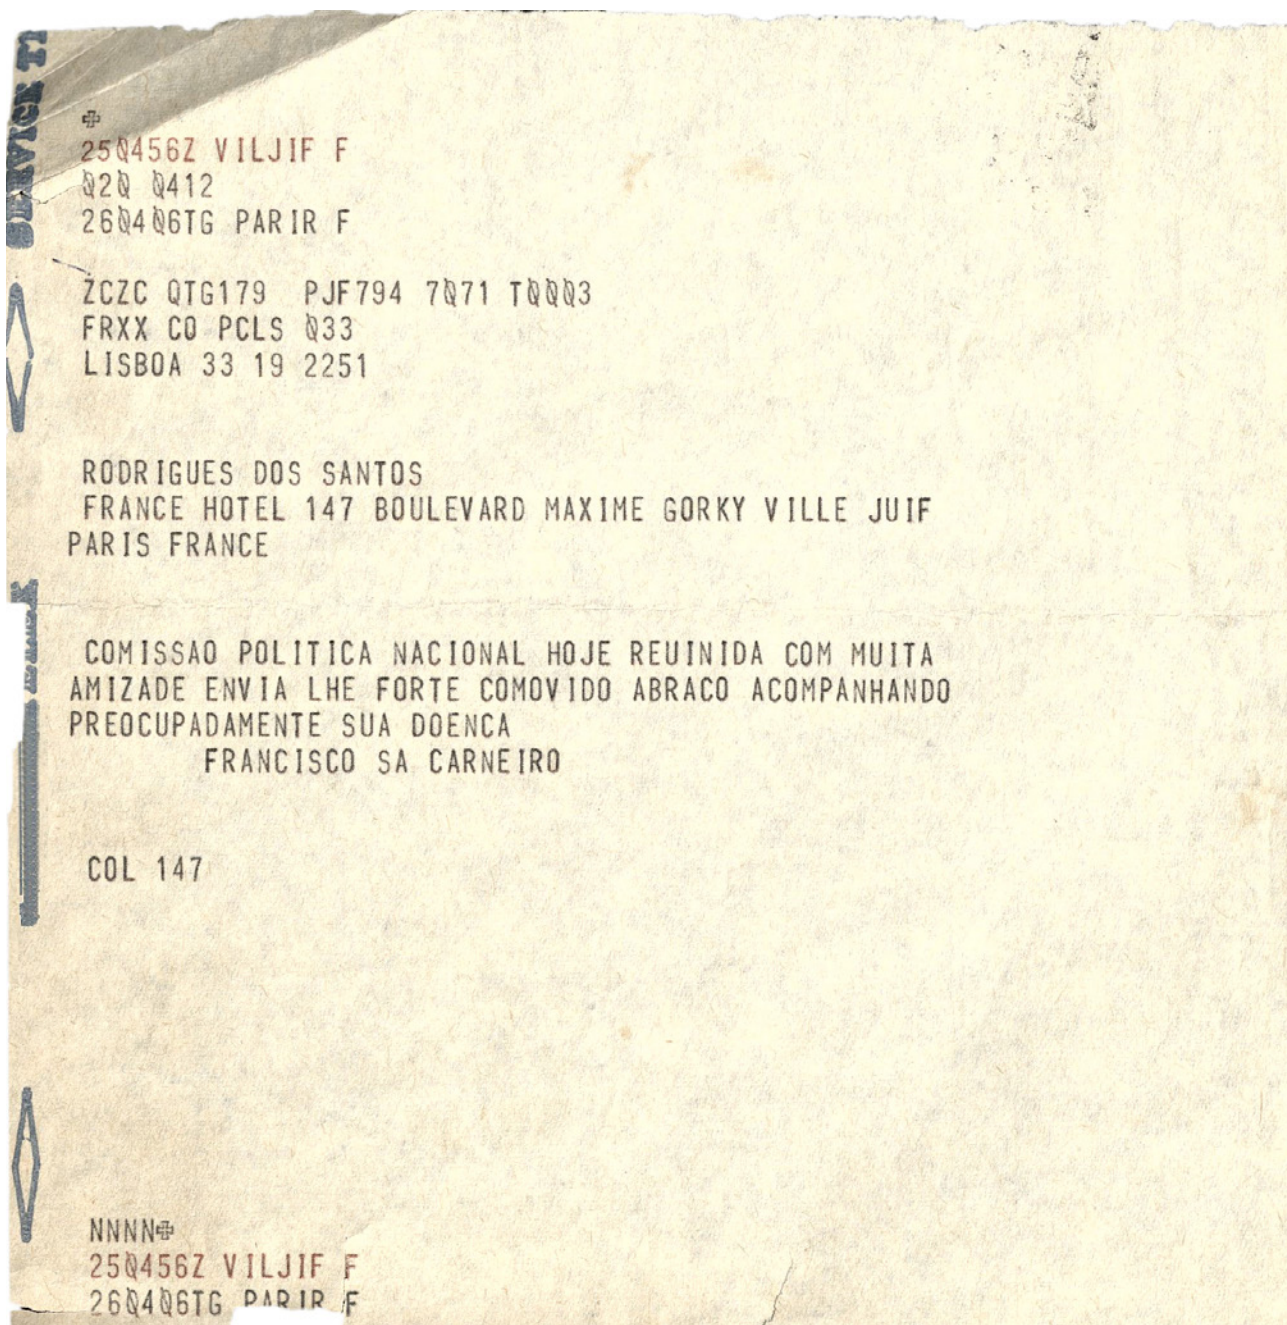 SERVICE
250456Z VILJIF F
020 0412
260406TG PARIR F
ZCZC QTG179 PJF794 7071 T0003
FRXX CO PCLS 033
LISBOA 33 19 2251
RODRIGUES DOS SANTOS
FRANCE HOTEL 147 BOULEVARD MAXIME GORKY VILLE JUIF
PARIS FRANCE
COMISSAO POLITICA NACIONAL HOJE REUINIDA COM MUITA
AMIZADE ENVIA LHE FORTE COMOVIDO ABRACO ACOMPANHANDO
PREOCUPADAMENTE SUA DOENCA
FRANCISCO SA CARNEIRO
COL 147
NNNN
250456Z VILJIF F
260406TG PARIR F